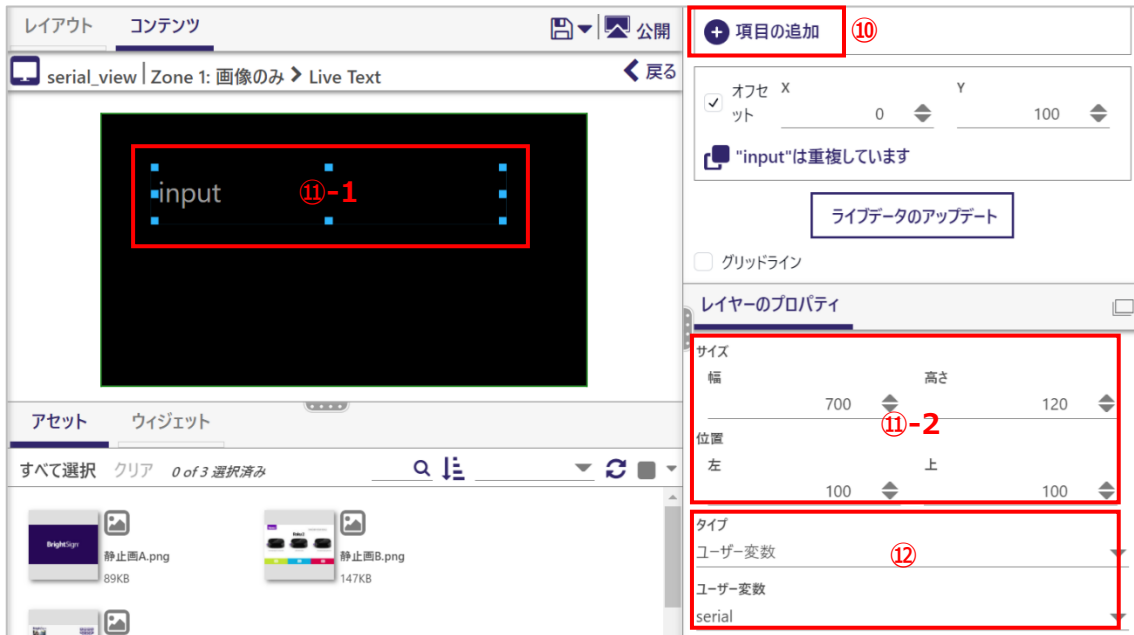 レイアウト コンテンツ 公開
serial_view Zone 1: 画像のみ Live Text 戻る
input ⑪-1
アセット ウィジェット
すべて選択 クリア 0 of 3 選択済み
BrightSign
静止画A.png
89KB
静止画B.png
147KB
項目の追加 ⑩
オフセ
ット
X Y
0 100
"input"は重複しています
ライブデータのアップデート
グリッドライン
レイヤーのプロパティ
サイズ
幅 高さ
700 120
⑪-2
位置
左 上
100 100
タイプ
ユーザー変数 ⑫
ユーザー変数
serial